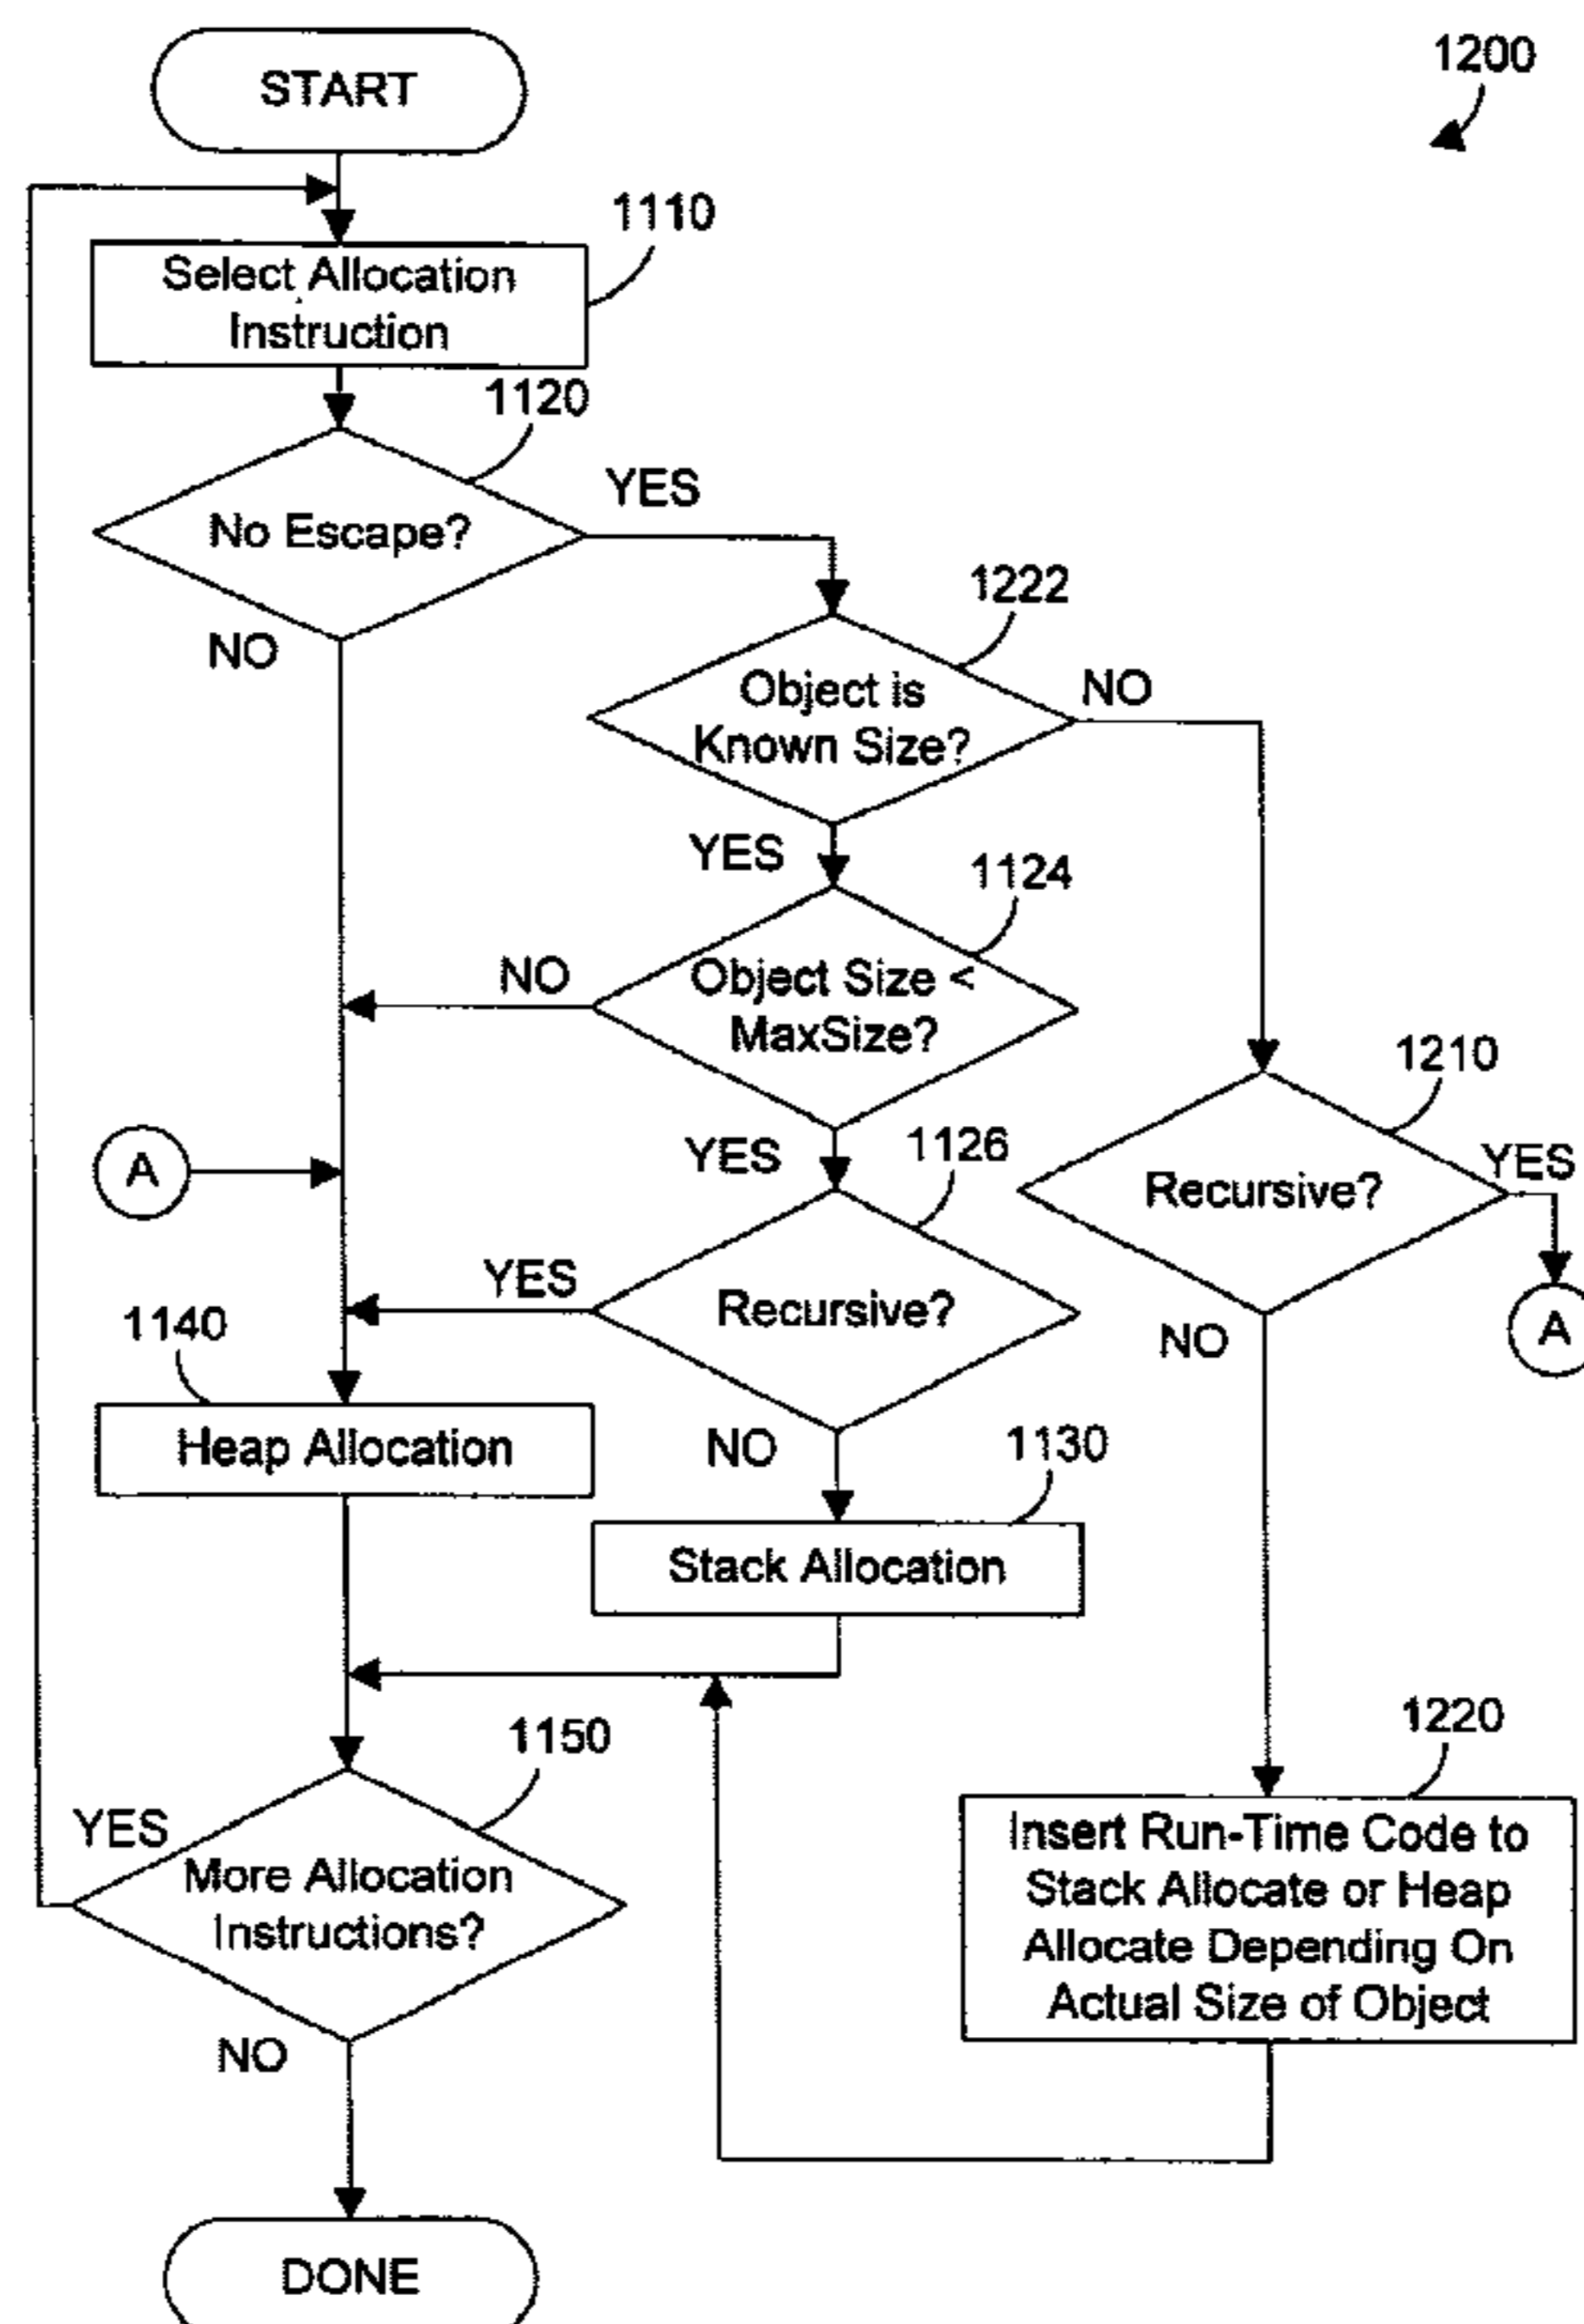 START
1200
1110
Select Allocation
Instruction
1120
No Escape?
YES
NO
1222
Object is
Known Size?
NO
YES
1124
Object Size <
MaxSize?
NO
YES
1210
Recursive?
YES
A
NO
A
1126
Recursive?
YES
NO
1140
Heap Allocation
1130
Stack Allocation
1150
More Allocation
Instructions?
YES
NO
1220
Insert Run-Time Code to
Stack Allocate or Heap
Allocate Depending On
Actual Size of Object
DONE